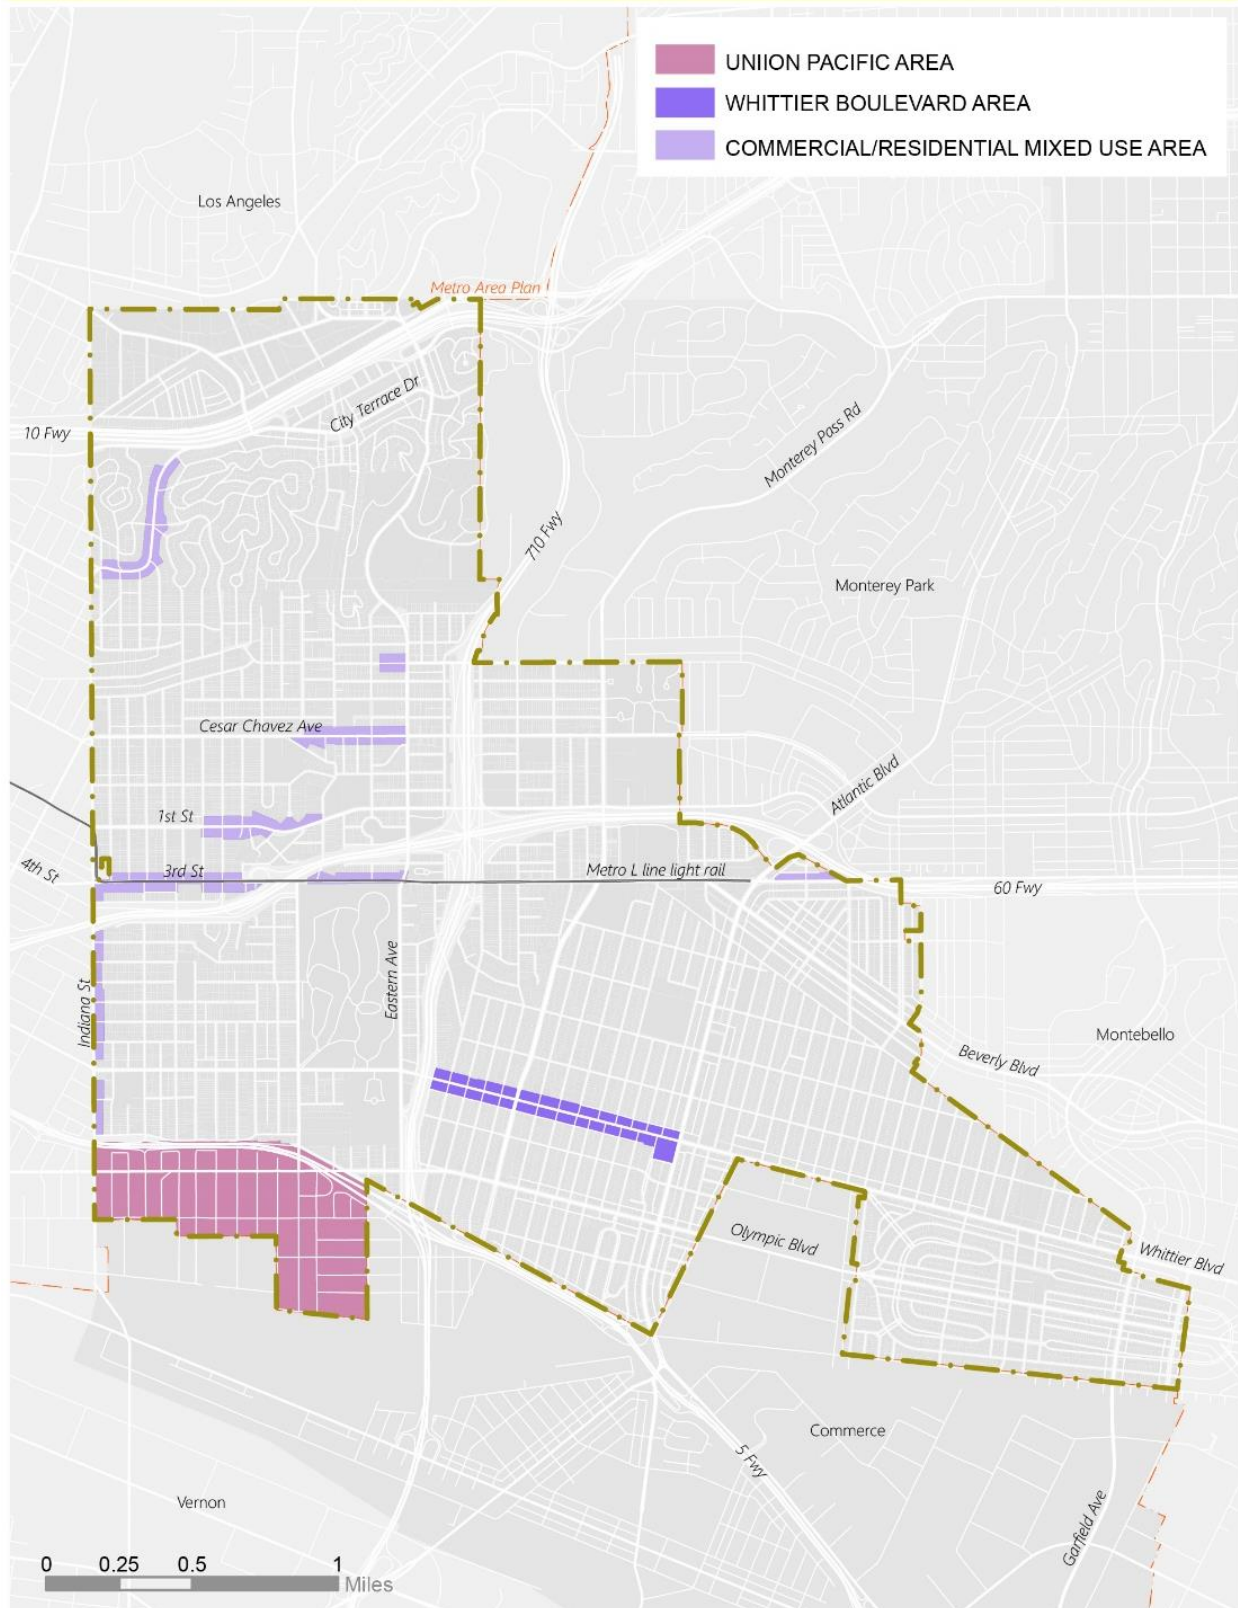 UNIION PACIFIC AREA
WHITTIER BOULEVARD AREA
COMMERCIAL/RESIDENTIAL MIXED USE AREA
Los Angeles
Metro Area Plan
City Terrace Dr
10 Fwy
Monterey Pass Rd
710 Fwy
Monterey Park
Cesar Chavez Ave
Atlantic Blvd
1st St
4th St
3rd St
Metro L line light rail
60 Fwy
Eastern Ave
Indiana St
Montebello
Beverly Blvd
Olympic Blvd
Whittier Blvd
Commerce
5 Fwy
Vernon
Garfield Ave
0 0.25 0.5 1
Miles